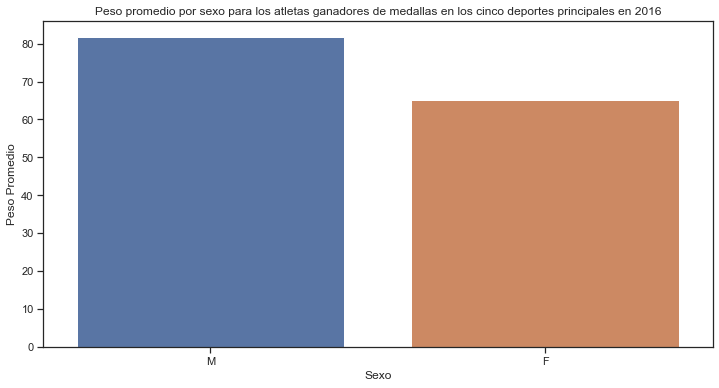 Peso promedio por sexo para los atletas ganadores de medallas en los cinco deportes principales en 2016
80
70
60
50
40
30
20
10
0
Peso Promedio
M
F
Sexo